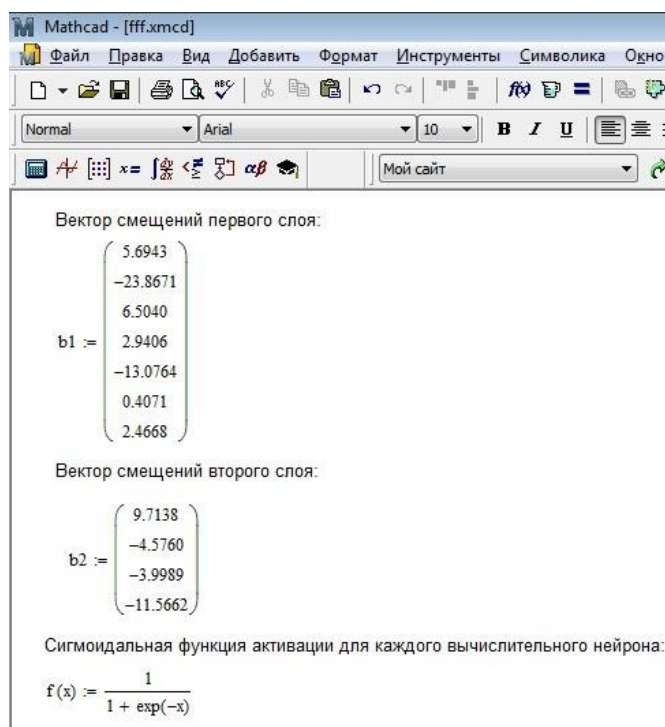 Mathcad - [fff.xmcd]
Файл Правка Вид Добавить Формат Инструменты Символика Окно
Normal Arial 10 B I U
x= αβ Мой сайт
Вектор смещений первого слоя:
5.6943
-23.8671
6.5040
b1 := 2.9406
-13.0764
0.4071
2.4668
Вектор смещений второго слоя:
9.7138
b2 := -4.5760
-3.9989
-11.5662
Сигмоидальная функция активации для каждого вычислительного нейрона:
f(x) := 1 / (1 + exp(-x))